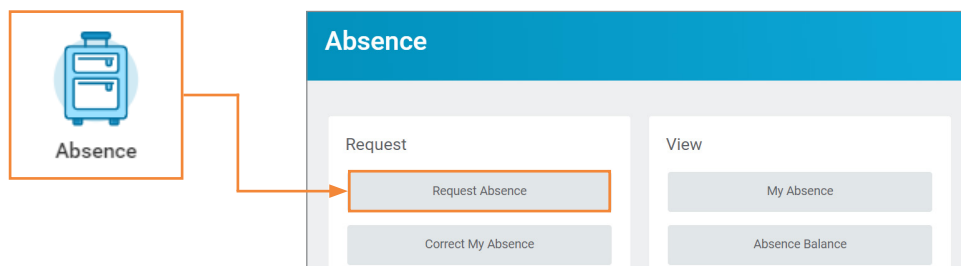 Absence
Absence
Request
Request Absence
Correct My Absence
View
My Absence
Absence Balance